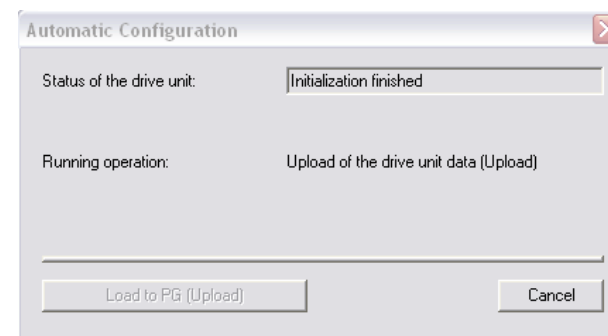 Automatic Configuration
Status of the drive unit: Initialization finished
Running operation: Upload of the drive unit data (Upload)
Load to PG (Upload) Cancel